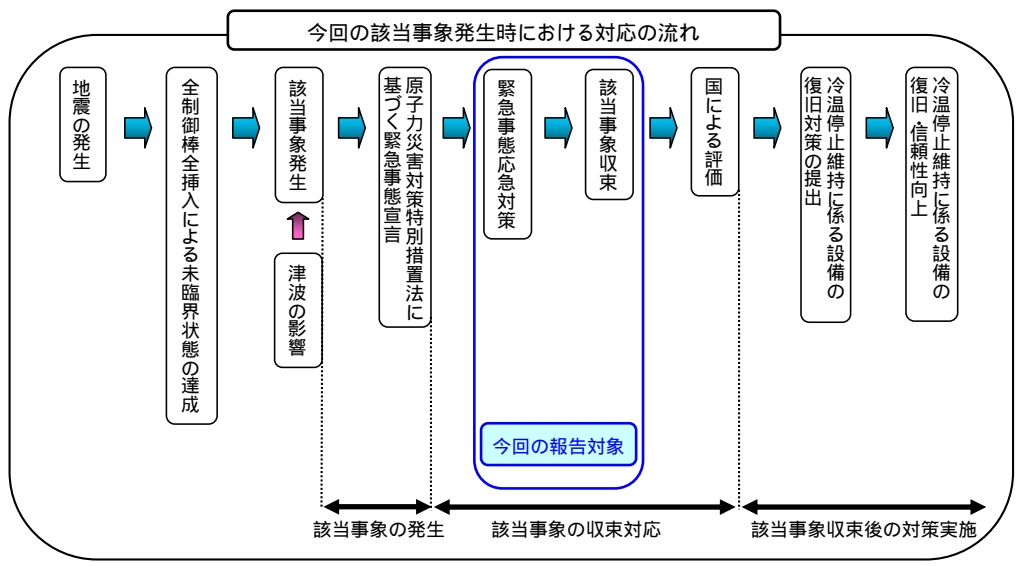 今回の該当事象発生時における対応の流れ
地震の発生
全制御棒全挿入による未臨界状態の達成
該当事象発生
津波の影響
原子力災害対策特別措置法に
基づく緊急事態宣言
緊急事態応急対策
該当事象収束
国による評価
冷温停止維持に係る設備の
復旧対策の提出
冷温停止維持に係る設備の
復旧・信頼性向上
今回の報告対象
該当事象の発生
該当事象の収束対応
該当事象収束後の対策実施